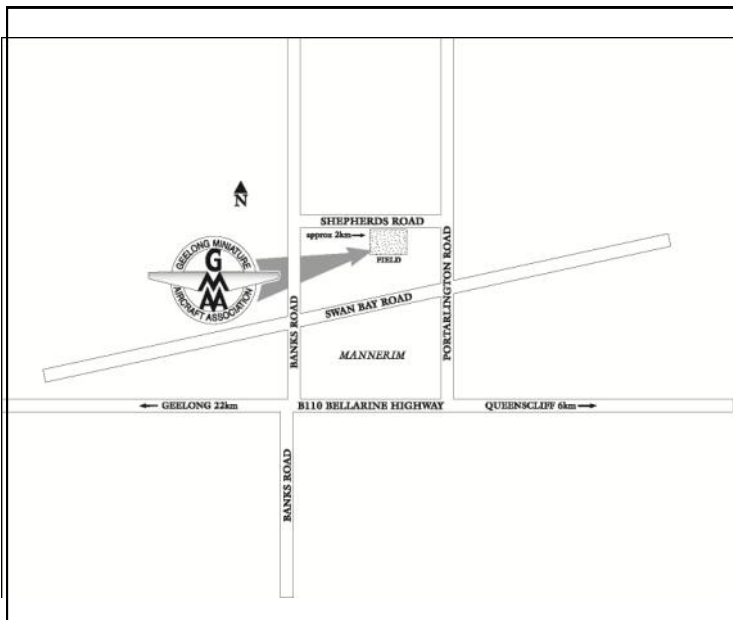 N
SHEPHERDS ROAD
approx 2km
FIELD
GEELONG MINIATURE
GMAA
AIRCRAFT ASSOCIATION
BANKS ROAD
SWAN BAY ROAD
PORTARLINGTON ROAD
MANNERIM
GEELONG 22km
B110 BELLARINE HIGHWAY
QUEENSCLIFF 6km
BANKS ROAD